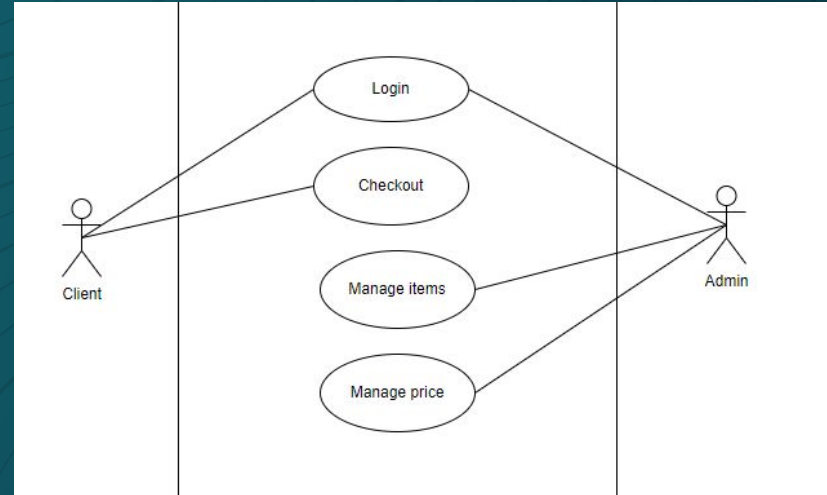 Login
Checkout
Client
Admin
Manage items
Manage price